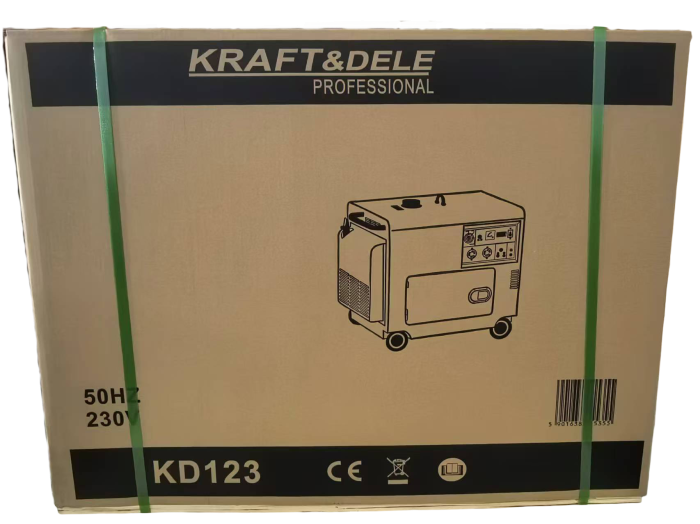 KRAFT&DELE
PROFESSIONAL
50HZ
230V
KD123 CE